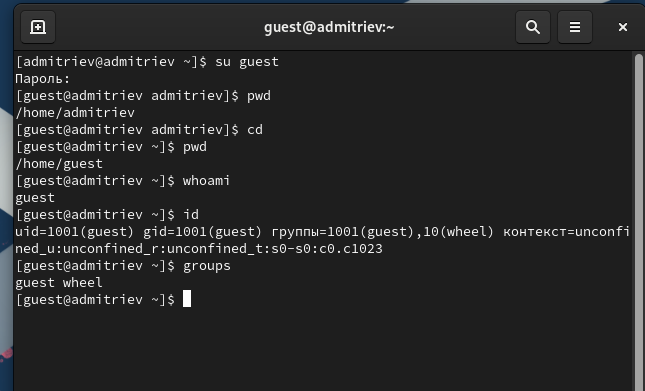 guest@admitriev:~
[admitriev@admitriev ~]$ su guest
Пароль:
[guest@admitriev admitriev]$ pwd
/home/admitriev
[guest@admitriev admitriev]$ cd
[guest@admitriev ~]$ pwd
/home/guest
[guest@admitriev ~]$ whoami
guest
[guest@admitriev ~]$ id
uid=1001(guest) gid=1001(guest) группы=1001(guest),10(wheel) контекст=unconfi
ned_u:unconfined_r:unconfined_t:s0-s0:c0.c1023
[guest@admitriev ~]$ groups
guest wheel
[guest@admitriev ~]$